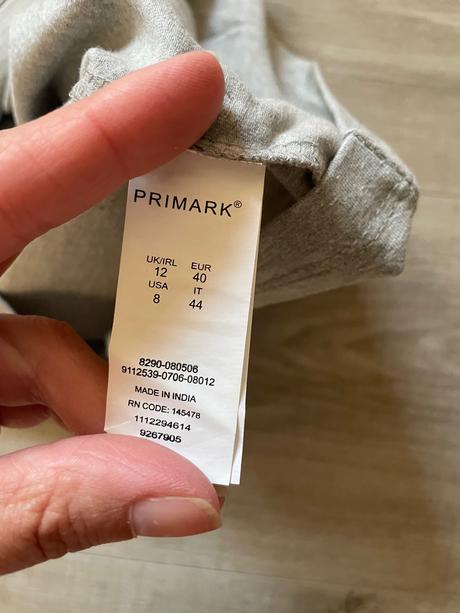 PRIMARK®
UK/IRL EUR
12 40
USA IT
8 44
8290-080506
9112539-0706-08012
MADE IN INDIA
RN CODE: 145478
1112294614
9267905